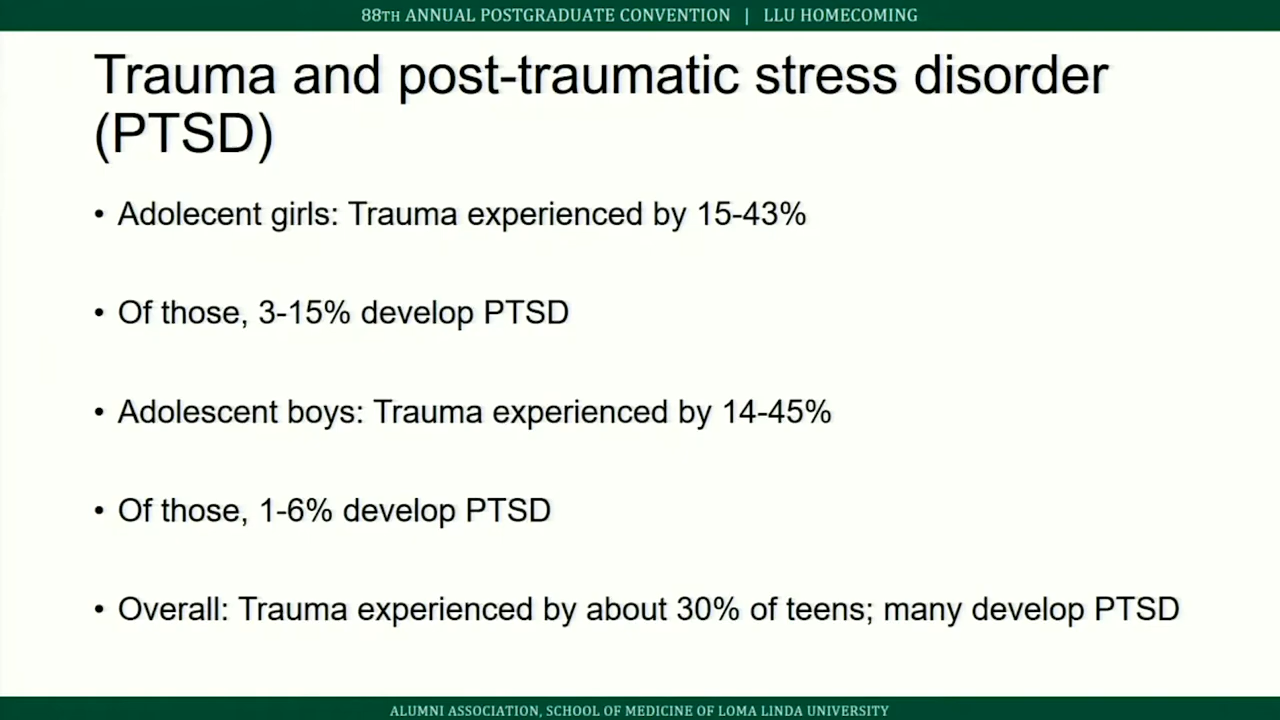 88TH ANNUAL POSTGRADUATE CONVENTION | LLU HOMECOMING
Trauma and post-traumatic stress disorder
(PTSD)
• Adolecent girls: Trauma experienced by 15-43%
• Of those, 3-15% develop PTSD
• Adolescent boys: Trauma experienced by 14-45%
• Of those, 1-6% develop PTSD
• Overall: Trauma experienced by about 30% of teens; many develop PTSD
ALUMNI ASSOCIATION, SCHOOL OF MEDICINE OF LOMA LINDA UNIVERSITY